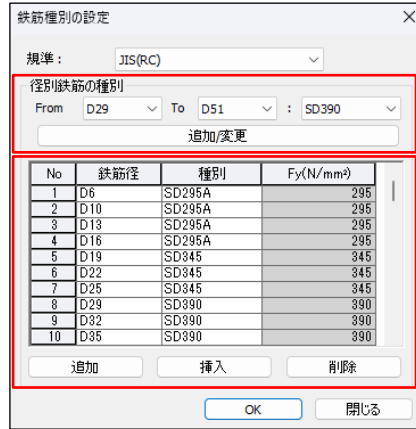 鉄筋種別の設定
規準： JIS(RC)
径別鉄筋の種別
From D29 To D51 : SD390
追加/変更
No 鉄筋径 種別 Fy(N/mm²)
1 D6 SD295A 295
2 D10 SD295A 295
3 D13 SD295A 295
4 D16 SD295A 295
5 D19 SD345 345
6 D22 SD345 345
7 D25 SD345 345
8 D29 SD390 390
9 D32 SD390 390
10 D35 SD390 390
追加 挿入 削除
OK 閉じる